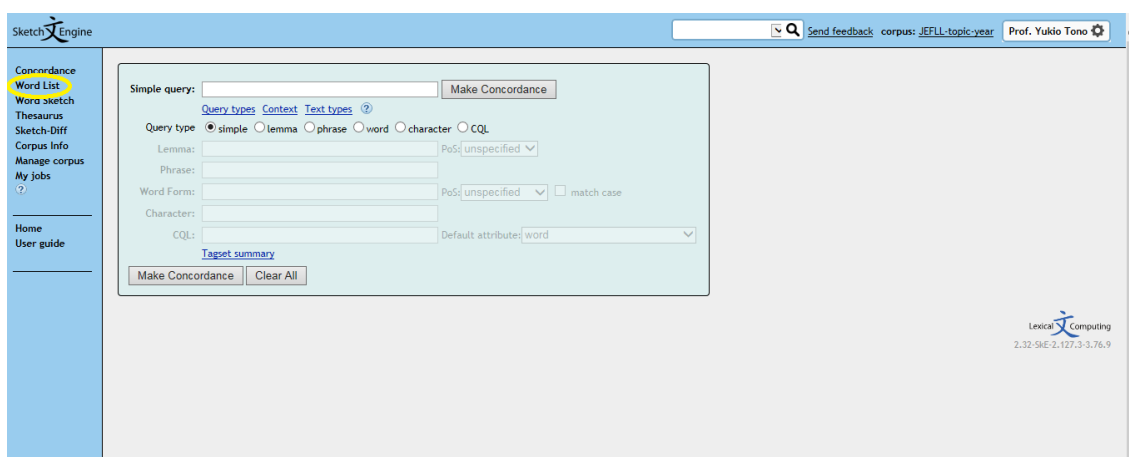 Sketch Engine
Send feedback corpus: JEFLL-topic-year Prof. Yukio Tono
Concordance
Word List
Word Sketch
Thesaurus
Sketch-Diff
Corpus Info
Manage corpus
My jobs
?
Home
User guide
Simple query: Make Concordance
Query types Context Text types ?
Query type simple lemma phrase word character CQL
Lemma: PoS: unspecified
Phrase:
Word Form: PoS: unspecified match case
Character:
CQL: Default attribute: word
Tagset summary
Make Concordance Clear All
Lexical Computing
2.32-SkE-2.127.3-3.76.9